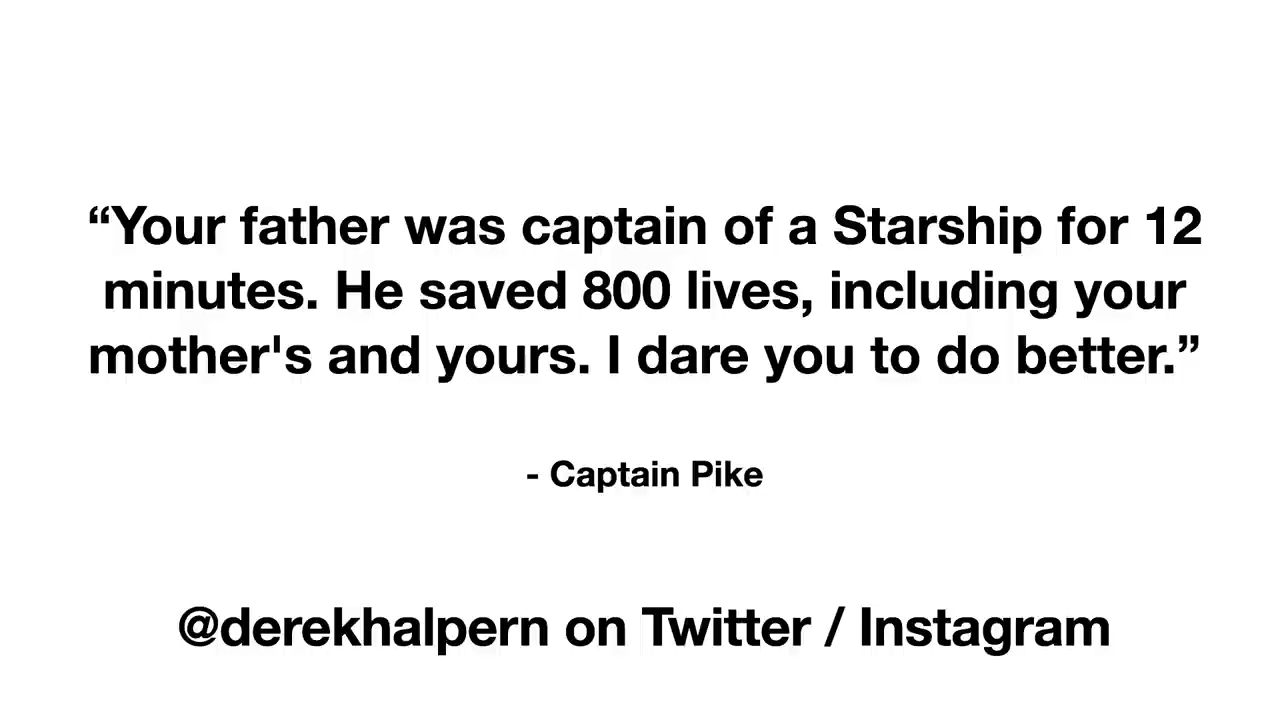 “Your father was captain of a Starship for 12
minutes. He saved 800 lives, including your
mother's and yours. I dare you to do better.”
- Captain Pike
@derekhalpern on Twitter / Instagram